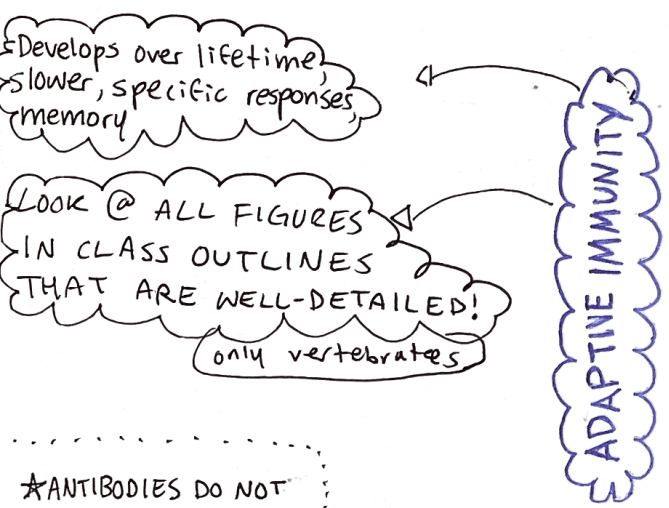 Develops over lifetime,
slower, specific responses,
memory
LOOK @ ALL FIGURES
IN CLASS OUTLINES
THAT ARE WELL-DETAILED!
only vertebrates
ADAPTIVE IMMUNITY
☆ANTIBODIES DO NOT